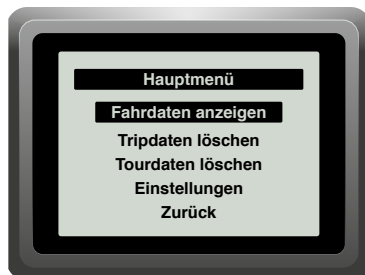 Hauptmenü
Fahrdaten anzeigen
Tripdaten löschen
Tourdaten löschen
Einstellungen
Zurück